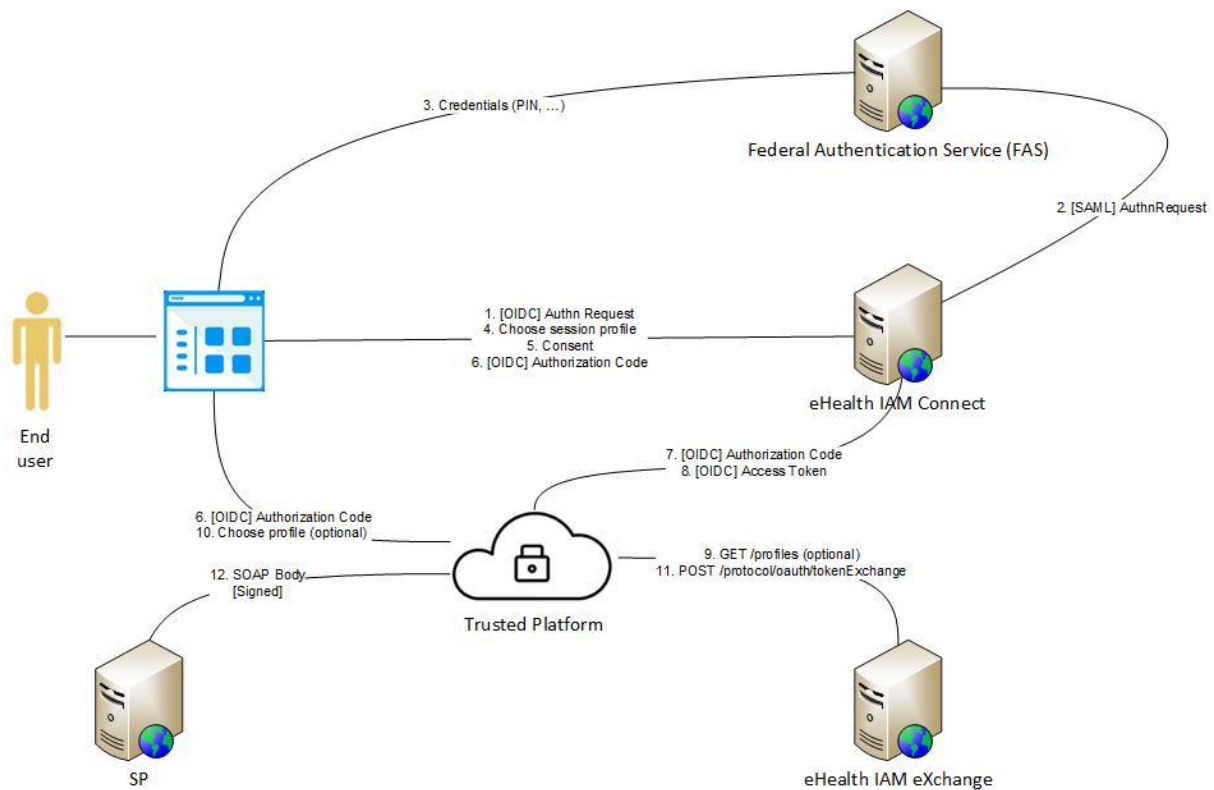 3. Credentials (PIN, ...)
Federal Authentication Service (FAS)
2. [SAML] AuthnRequest
1. [OIDC] Authn Request
4. Choose session profile
5. Consent
6. [OIDC] Authorization Code
eHealth IAM Connect
End
user
7. [OIDC] Authorization Code
8. [OIDC] Access Token
6. [OIDC] Authorization Code
10. Choose profile (optional)
9. GET /profiles (optional)
11. POST /protocol/oauth/tokenExchange
12. SOAP Body
[Signed]
Trusted Platform
SP
eHealth IAM eXchange